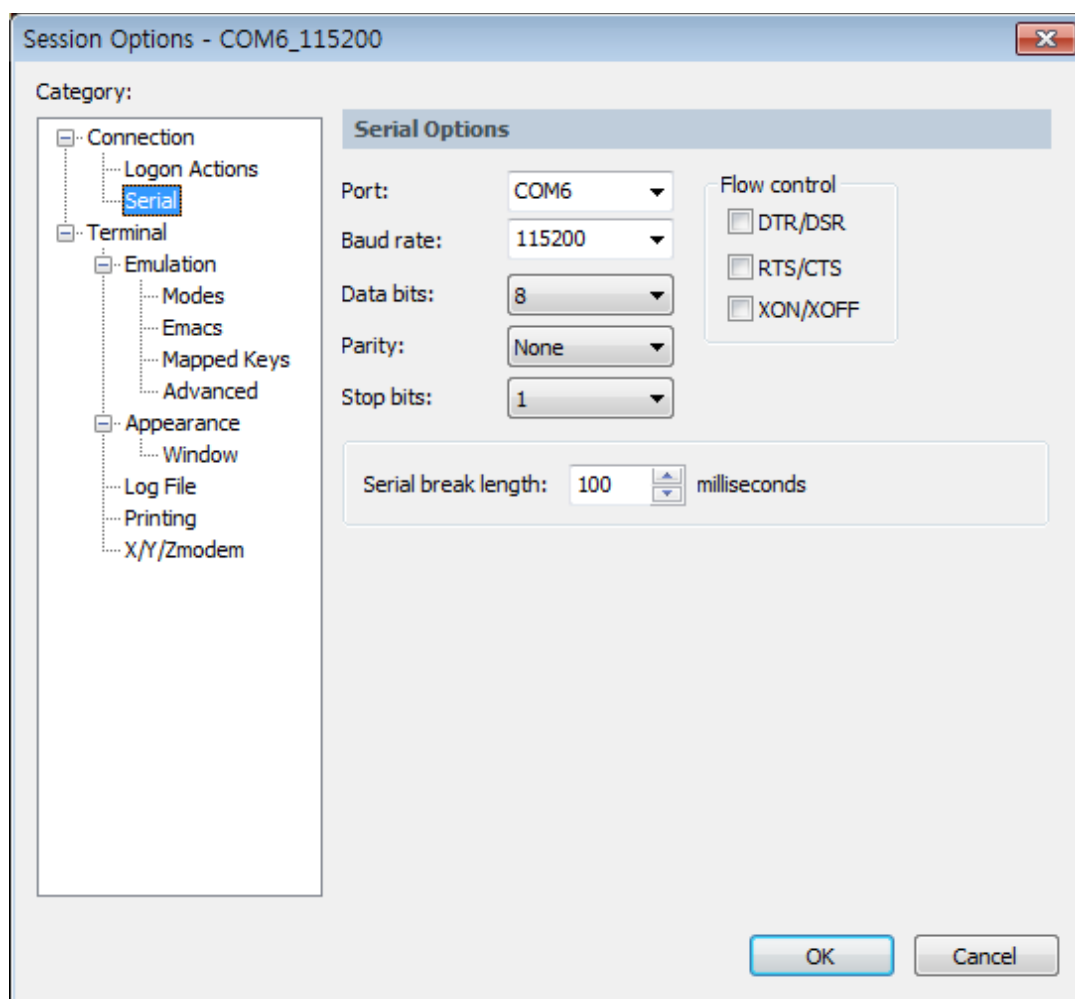 Session Options - COM6_115200
Category:
Connection
Logon Actions
Serial
Terminal
Emulation
Modes
Emacs
Mapped Keys
Advanced
Appearance
Window
Log File
Printing
X/Y/Zmodem
Serial Options
Port: COM6
Baud rate: 115200
Data bits: 8
Parity: None
Stop bits: 1
Flow control
DTR/DSR
RTS/CTS
XON/XOFF
Serial break length: 100 milliseconds
OK Cancel